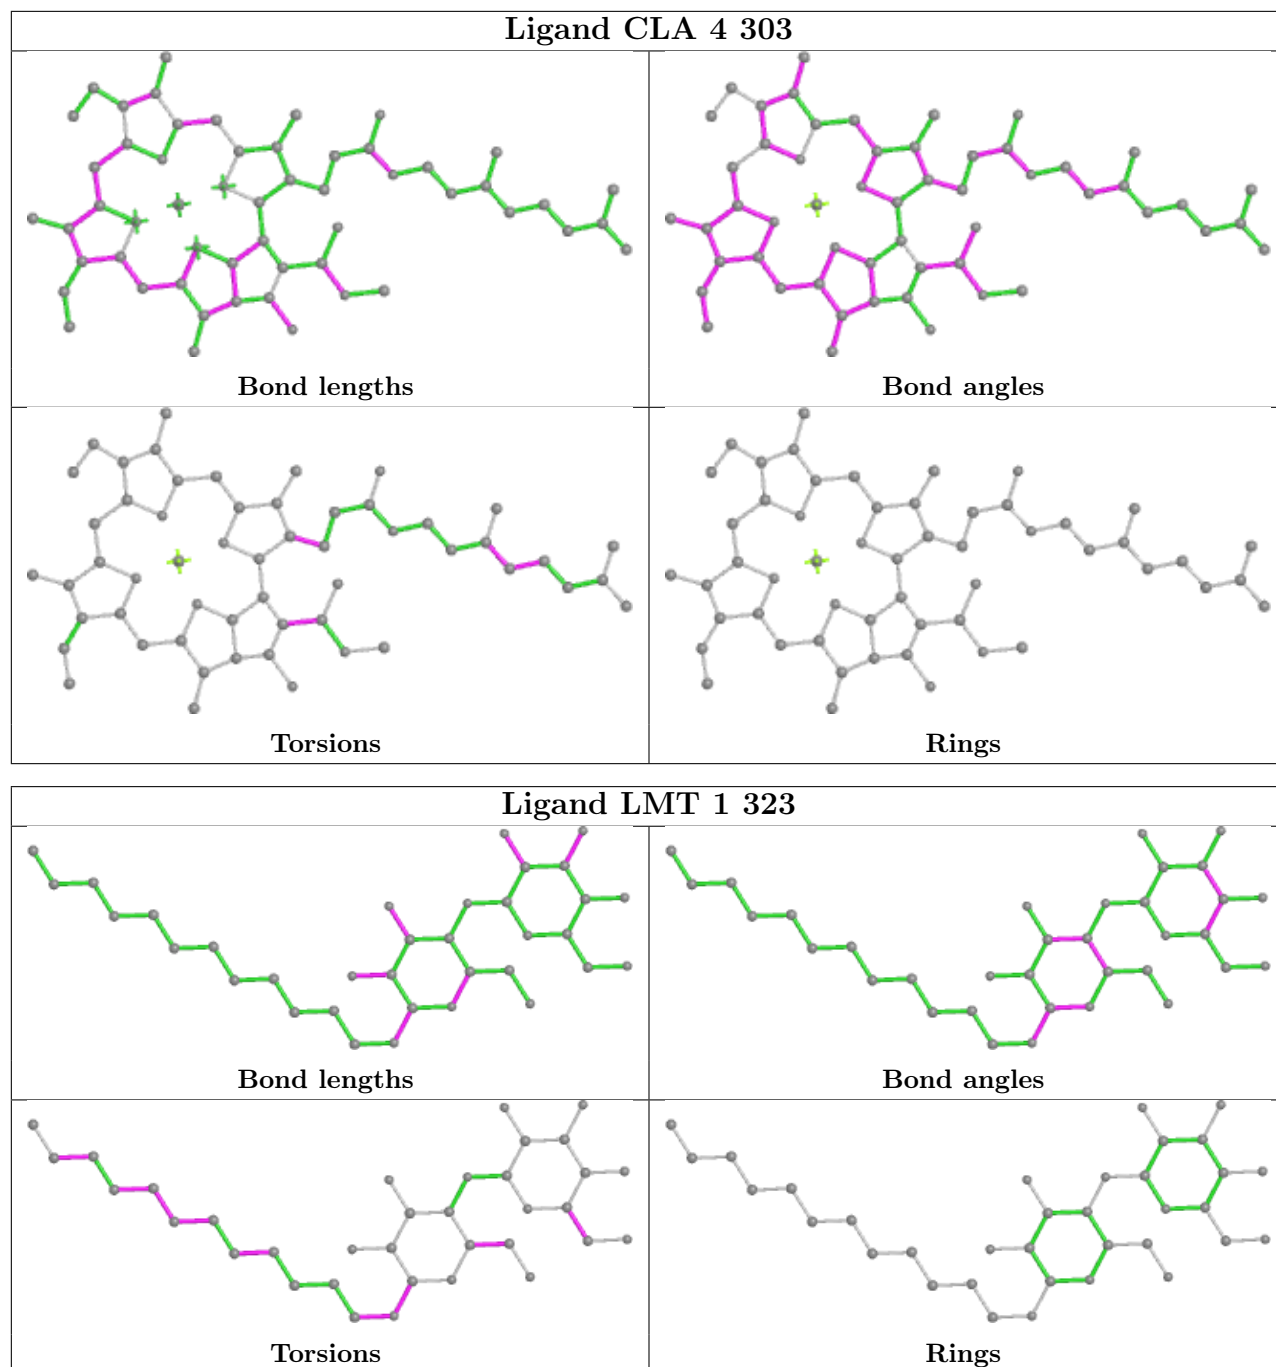 Ligand CLA 4 303
Bond lengths
Bond angles
Torsions
Rings
Ligand LMT 1 323
Bond lengths
Bond angles
Torsions
Rings